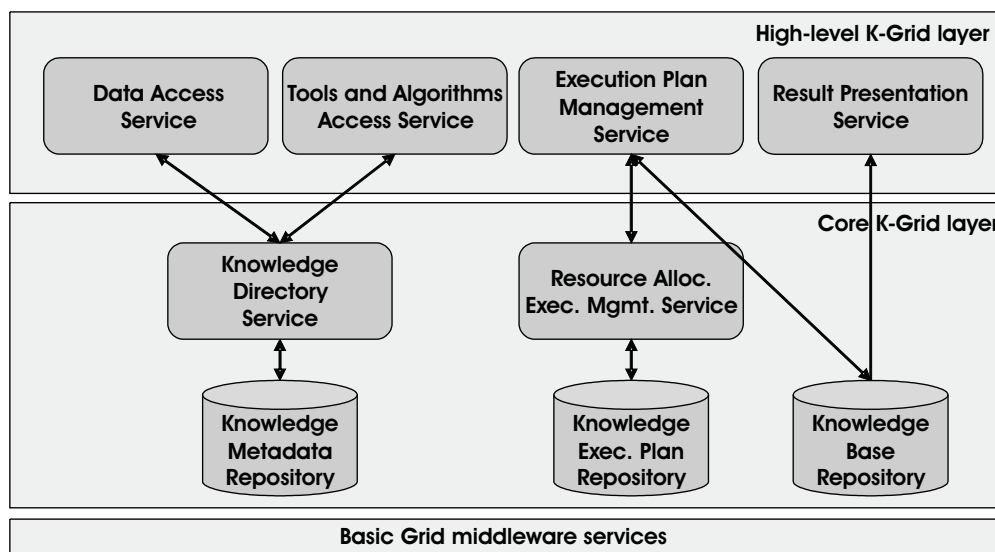 High-level K-Grid layer
Data Access
Service
Tools and Algorithms
Access Service
Execution Plan
Management
Service
Result Presentation
Service
Core K-Grid layer
Knowledge
Directory
Service
Resource Alloc.
Exec. Mgmt. Service
Knowledge
Metadata
Repository
Knowledge
Exec. Plan
Repository
Knowledge
Base
Repository
Basic Grid middleware services